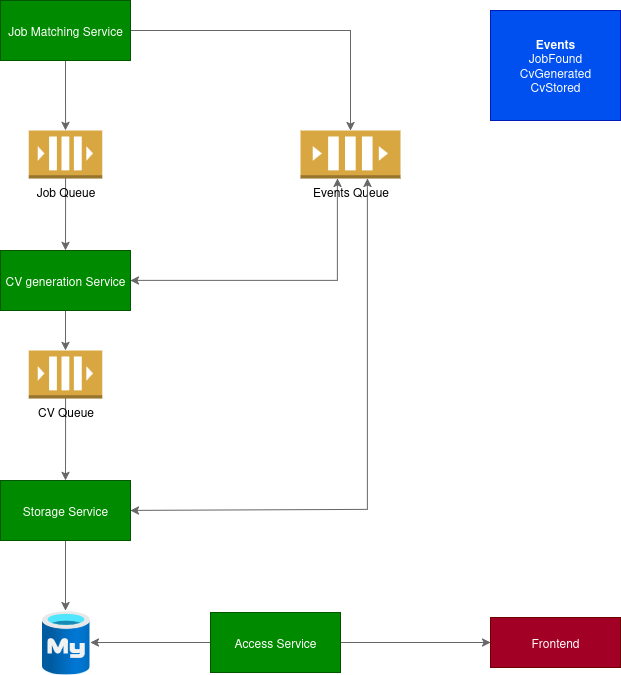 Job Matching Service
Events
JobFound
CvGenerated
CvStored
Job Queue
Events Queue
CV generation Service
CV Queue
Storage Service
My
Access Service
Frontend